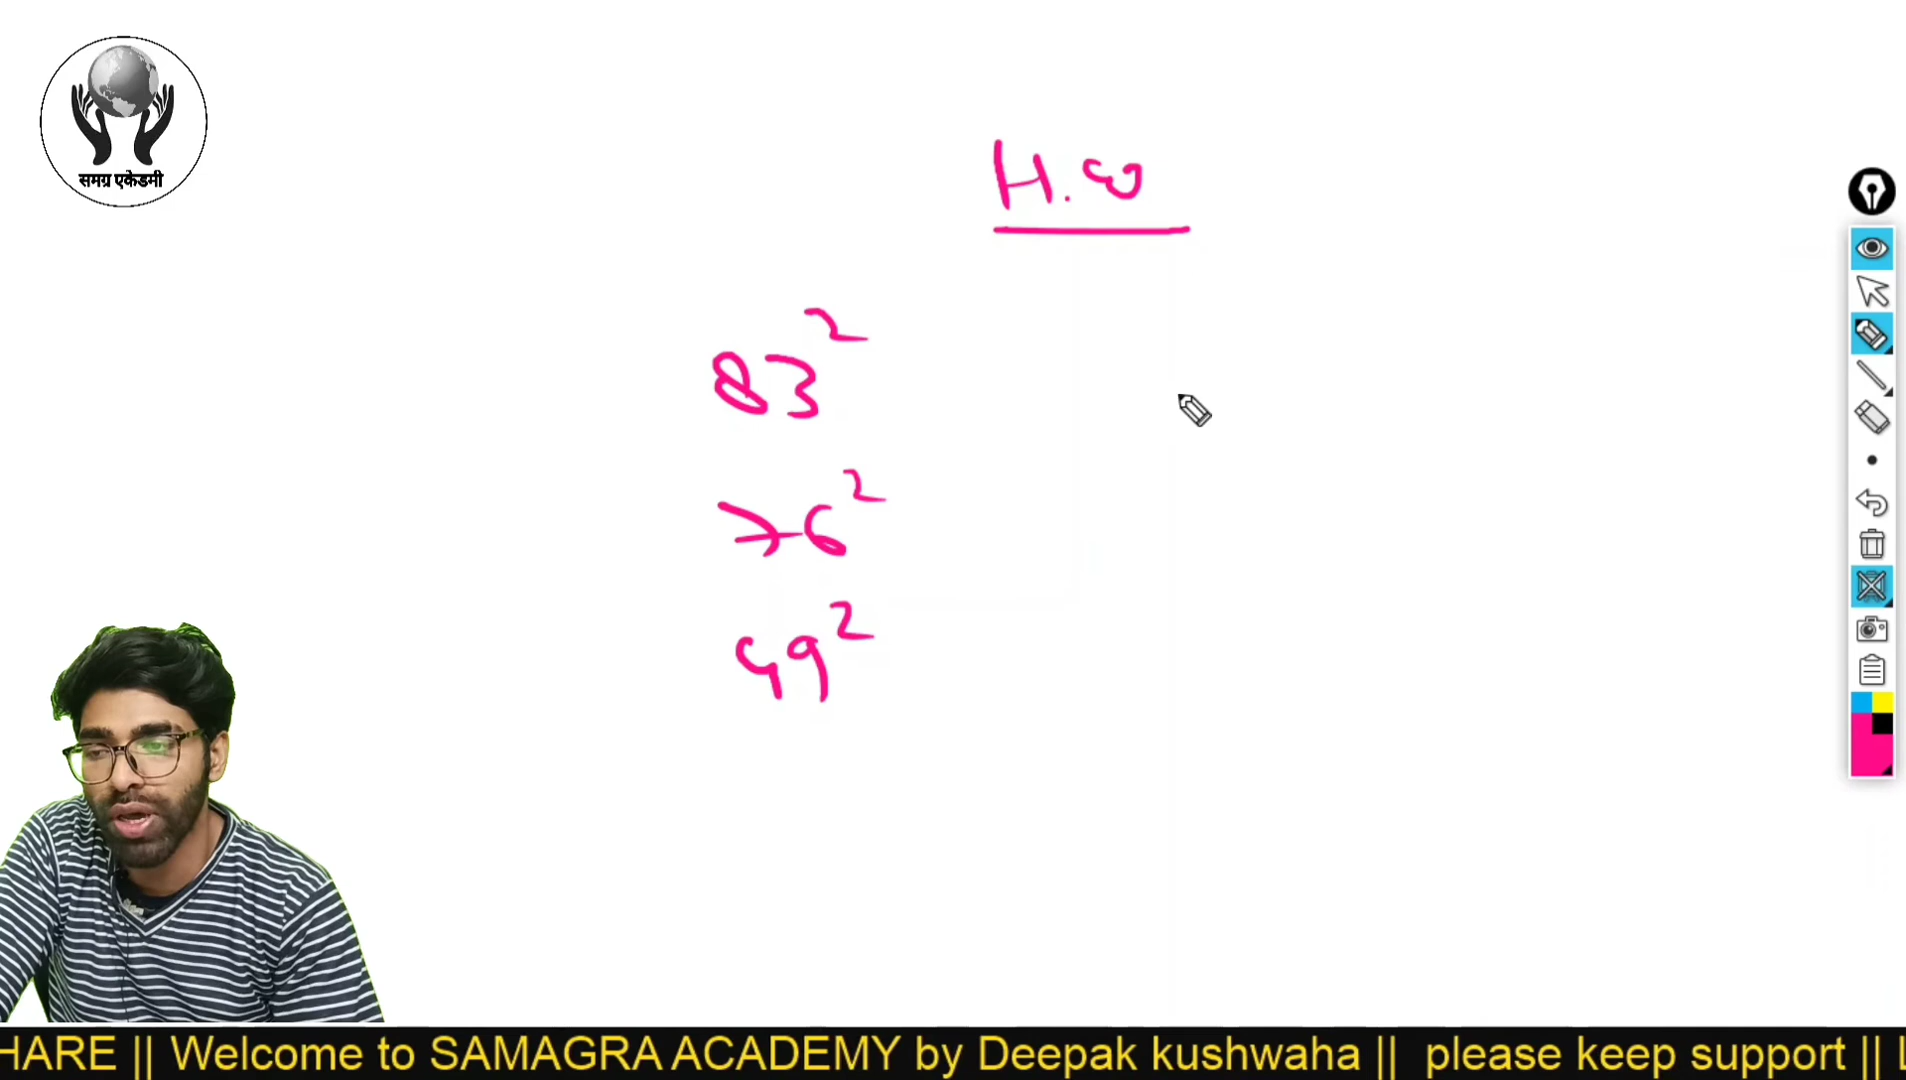 समग्र एकेडमी
H.W
83²
76²
49²
HARE || Welcome to SAMAGRA ACADEMY by Deepak kushwaha || please keep support || L